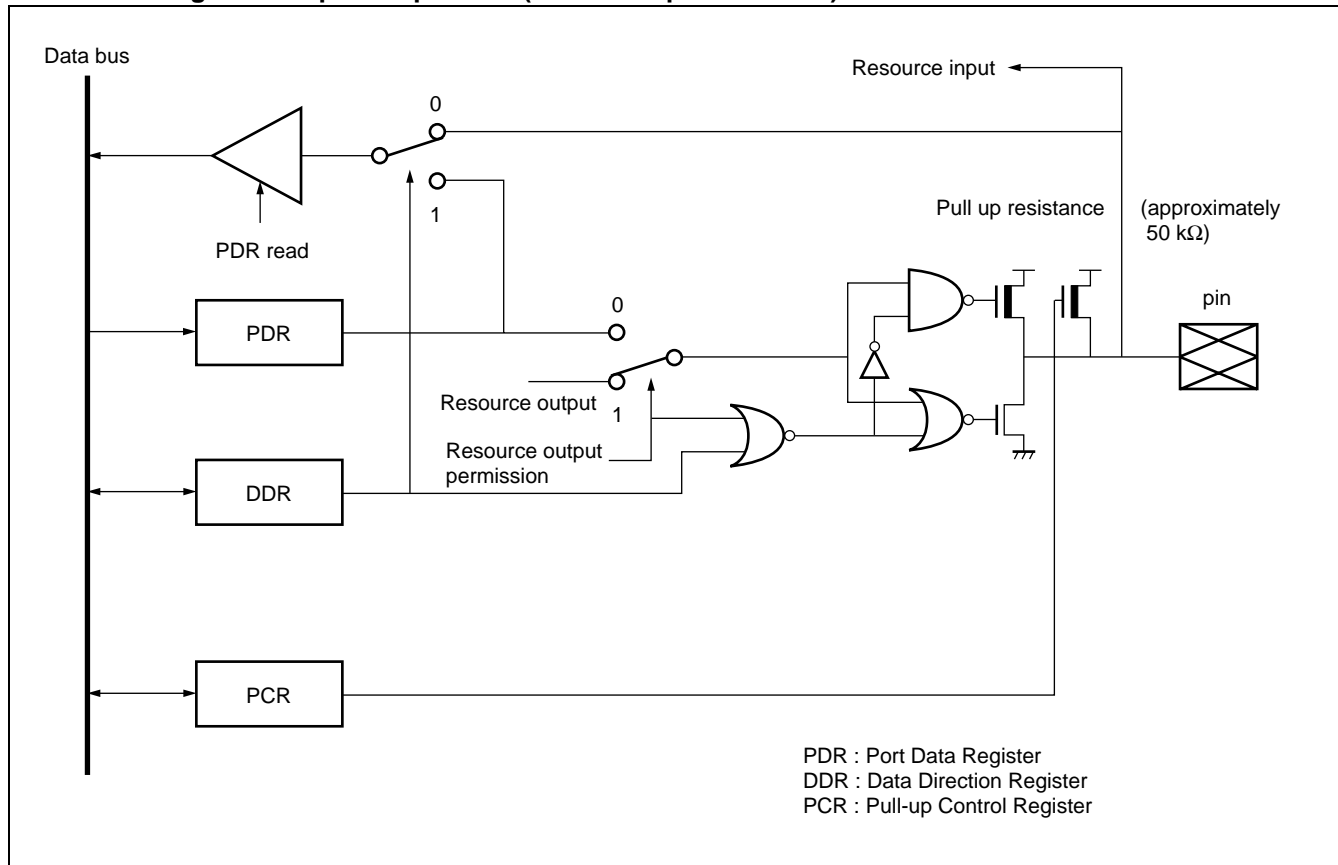 Data bus
Resource input
0
1
PDR read
Pull up resistance (approximately
50 kΩ)
pin
PDR
0
Resource output
1
Resource output
permission
DDR
PCR
PDR : Port Data Register
DDR : Data Direction Register
PCR : Pull-up Control Register